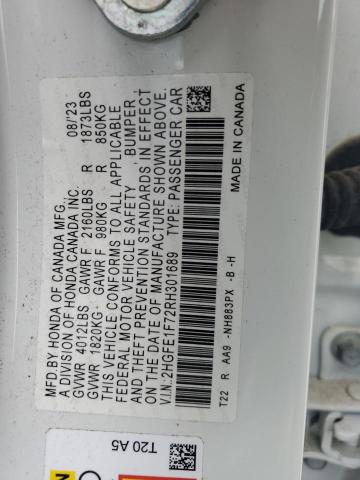 MFD.BY HONDA OF CANADA MFG., 08/23
A DIVISION OF HONDA CANADA INC.
GVWR 4012LBS GAWR F 2160LBS R 1873LBS
GVWR 1820KG GAWR F 980KG R 850KG
THIS VEHICLE CONFORMS TO ALL APPLICABLE
FEDERAL MOTOR VEHICLE SAFETY , BUMPER
AND THEFT PREVENTION STANDARDS IN EFFECT
ON THE DATE OF MANUFACTURE SHOWN ABOVE.
V.I.N:2HGFE1F72RH301689 TYPE: PASSENGER CAR
T22 R AA9 -NH883PX -B -H
MADE IN CANADA
T20 A5